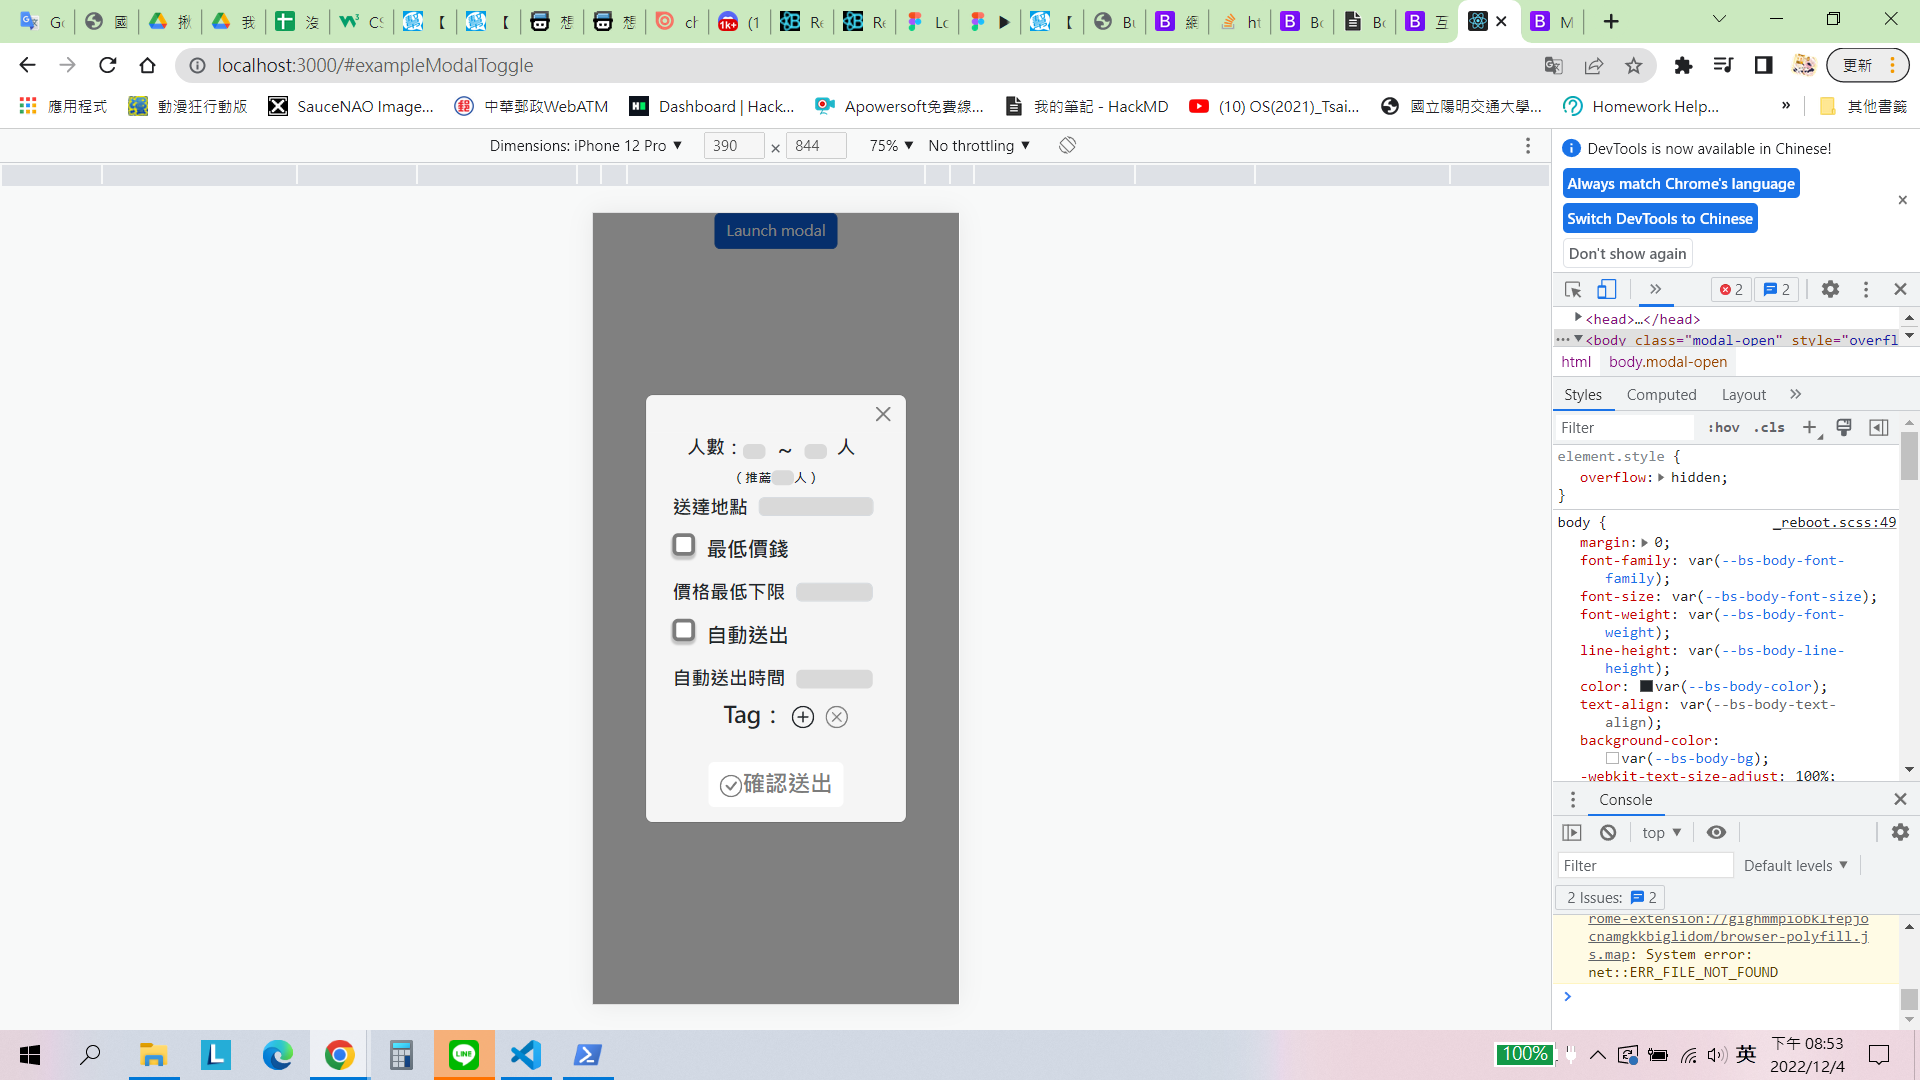 Go
國
揪
我
沒
CS
【
【
想
想
ch
(1
Re
Re
Lo
【
Bu
網
ht
Bo
Bo
互
M
localhost:3000/#exampleModalToggle
更新
應用程式
動漫狂行動版
SauceNAO Image...
中華郵政WebATM
Dashboard | Hack...
Apowersoft免費線...
我的筆記 - HackMD
(10) OS(2021)_Tsai...
國立陽明交通大學...
Homework Help...
»
其他書籤
Dimensions: iPhone 12 Pro ▼
390 × 844
75% ▼
No throttling ▼
Launch modal
人數： ~ 人
（推薦 人）
送達地點
最低價錢
價格最低下限
自動送出
自動送出時間
Tag：
確認送出
DevTools is now available in Chinese!
Always match Chrome's language
Switch DevTools to Chinese
Don't show again
2 2
<head>…</head>
<body class="modal-open" style="overfl
html body.modal-open
Styles Computed Layout »
Filter :hov .cls
element.style {
overflow: hidden;
}
body { _reboot.scss:49
margin: 0;
font-family: var(--bs-body-font-
family);
font-size: var(--bs-body-font-size);
font-weight: var(--bs-body-font-
weight);
line-height: var(--bs-body-line-
height);
color: var(--bs-body-color);
text-align: var(--bs-body-text-
align);
background-color:
var(--bs-body-bg);
-webkit-text-size-adjust: 100%;
Console
top ▼
Filter
Default levels ▼
2 Issues: 2
rome-extension://gighmmpiobklfepjo
cnamgkkbiglidom/browser-polyfill.j
s.map: System error:
net::ERR_FILE_NOT_FOUND
L
LINE
100%
英
下午 08:53
2022/12/4